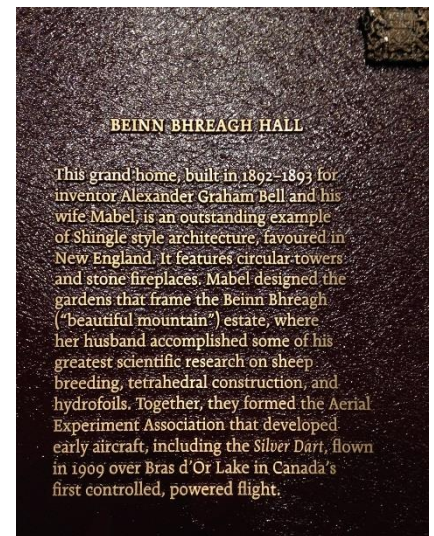 BEINN BHREAGH HALL
This grand home, built in 1892–1893 for
inventor Alexander Graham Bell and his
wife Mabel, is an outstanding example
of Shingle style architecture, favoured in
New England. It features circular towers
and stone fireplaces. Mabel designed the
gardens that frame the Beinn Bhreagh
(“beautiful mountain”) estate, where
her husband accomplished some of his
greatest scientific research on sheep
breeding, tetrahedral construction, and
hydrofoils. Together, they formed the Aerial
Experiment Association that developed
early aircraft, including the Silver Dart, flown
in 1909 over Bras d’Or Lake in Canada’s
first controlled, powered flight.